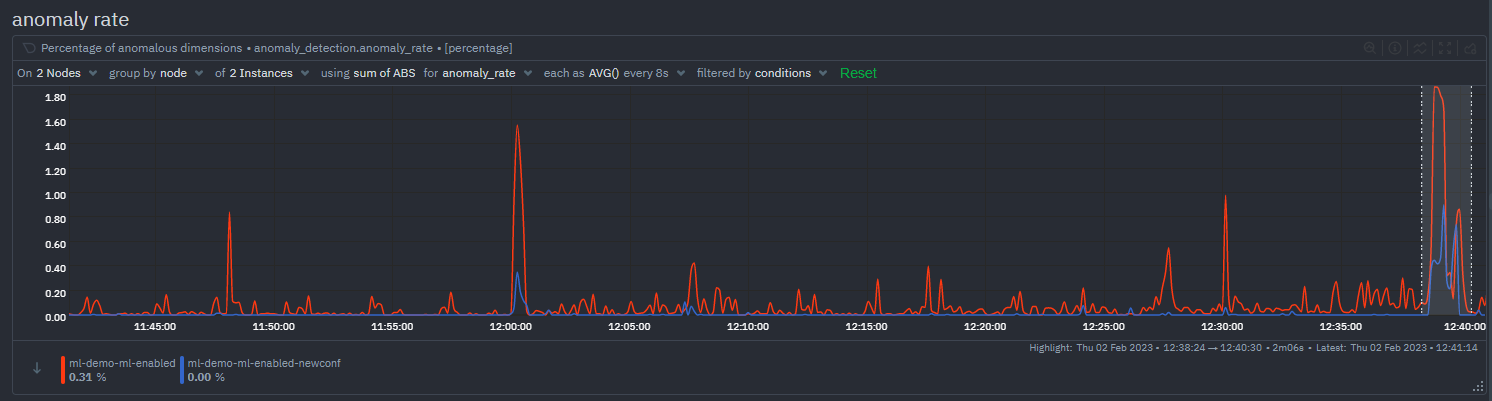 anomaly rate
Percentage of anomalous dimensions • anomaly_detection.anomaly_rate • [percentage]
On 2 Nodes group by node of 2 Instances using sum of ABS for anomaly_rate each as AVG() every 8s filtered by conditions Reset
1.80
1.60
1.40
1.20
1.00
0.80
0.60
0.40
0.20
0.00
11:45:00 11:50:00 11:55:00 12:00:00 12:05:00 12:10:00 12:15:00 12:20:00 12:25:00 12:30:00 12:35:00 12:40:00
Highlight: Thu 02 Feb 2023 • 12:38:24 → 12:40:30 • 2m06s • Latest: Thu 02 Feb 2023 • 12:41:14
ml-demo-ml-enabled ml-demo-ml-enabled-newconf
0.31 % 0.00 %